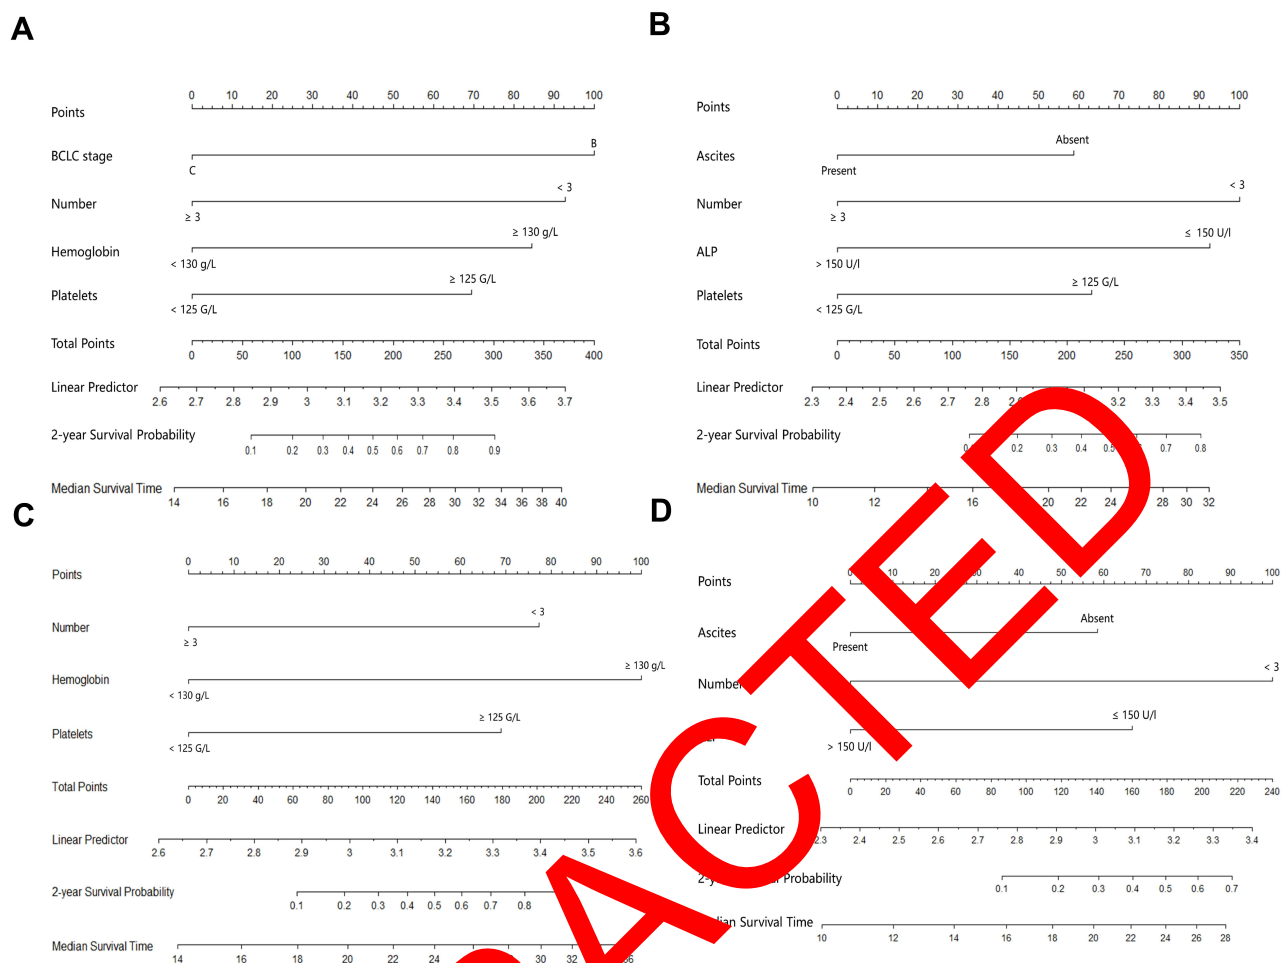 A
Points
0 10 20 30 40 50 60 70 80 90 100
BCLC stage
B
C
Number
< 3
≥ 3
Hemoglobin
≥ 130 g/L
< 130 g/L
Platelets
≥ 125 G/L
< 125 G/L
Total Points
0 50 100 150 200 250 300 350 400
Linear Predictor
2.6 2.7 2.8 2.9 3 3.1 3.2 3.3 3.4 3.5 3.6 3.7
2-year Survival Probability
0.1 0.2 0.3 0.4 0.5 0.6 0.7 0.8 0.9
Median Survival Time
14 16 18 20 22 24 26 28 30 32 34 36 38 40
B
Points
0 10 20 30 40 50 60 70 80 90 100
Ascites
Absent
Present
Number
< 3
≥ 3
ALP
≤ 150 U/l
> 150 U/l
Platelets
≥ 125 G/L
< 125 G/L
Total Points
0 50 100 150 200 250 300 350
Linear Predictor
2.3 2.4 2.5 2.6 2.7 2.8 3.2 3.3 3.4 3.5
2-year Survival Probability
0.2 0.3 0.4 0.7 0.8
Median Survival Time
10 12 16 20 22 24 28 30 32
C
Points
0 10 20 30 40 50 60 70 80 90 100
Number
< 3
≥ 3
Hemoglobin
≥ 130 g/L
< 130 g/L
Platelets
≥ 125 G/L
< 125 G/L
Total Points
0 20 40 60 80 100 120 140 160 180 200 220 240 260
Linear Predictor
2.6 2.7 2.8 2.9 3 3.1 3.2 3.3 3.4 3.5 3.6
2-year Survival Probability
0.1 0.2 0.3 0.4 0.5 0.6 0.7 0.8
Median Survival Time
14 16 18 20 22 24 30 32
D
Points
10 20 30 50 60 70 80 90 100
Ascites
Absent
Present
Number
< 3
≤ 150 U/l
> 150 U/l
Total Points
0 20 40 60 80 100 120 140 160 180 200 220 240
Linear Predictor
2.3 2.4 2.5 2.6 2.7 2.8 2.9 3 3.1 3.2 3.3 3.4
Probability
0.1 0.2 0.3 0.4 0.5 0.6 0.7
Survival Time
10 12 14 16 18 20 22 24 26 28
ACTED